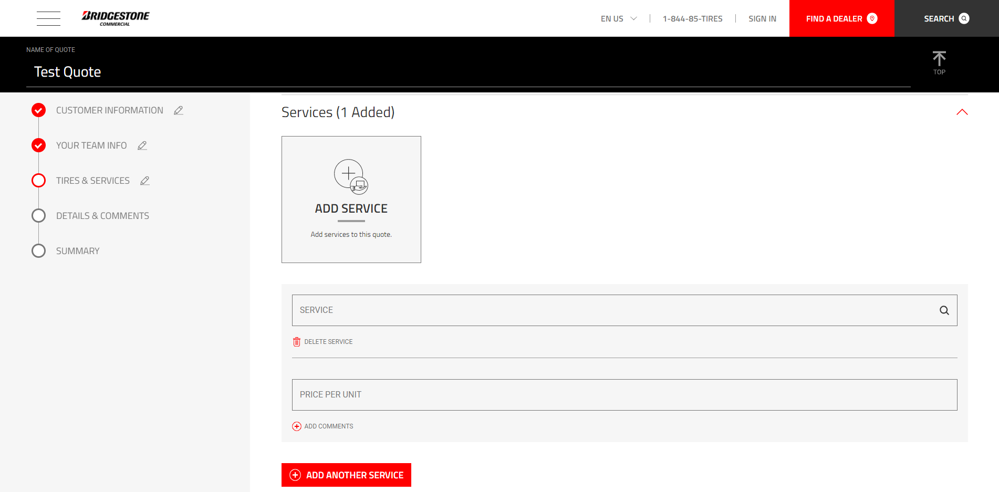 BRIDGESTONE
COMMERCIAL
EN US
1-844-85-TIRES
SIGN IN
FIND A DEALER
SEARCH
NAME OF QUOTE
Test Quote
TOP
CUSTOMER INFORMATION
YOUR TEAM INFO
TIRES & SERVICES
DETAILS & COMMENTS
SUMMARY
Services (1 Added)
ADD SERVICE
Add services to this quote.
SERVICE
DELETE SERVICE
PRICE PER UNIT
ADD COMMENTS
ADD ANOTHER SERVICE